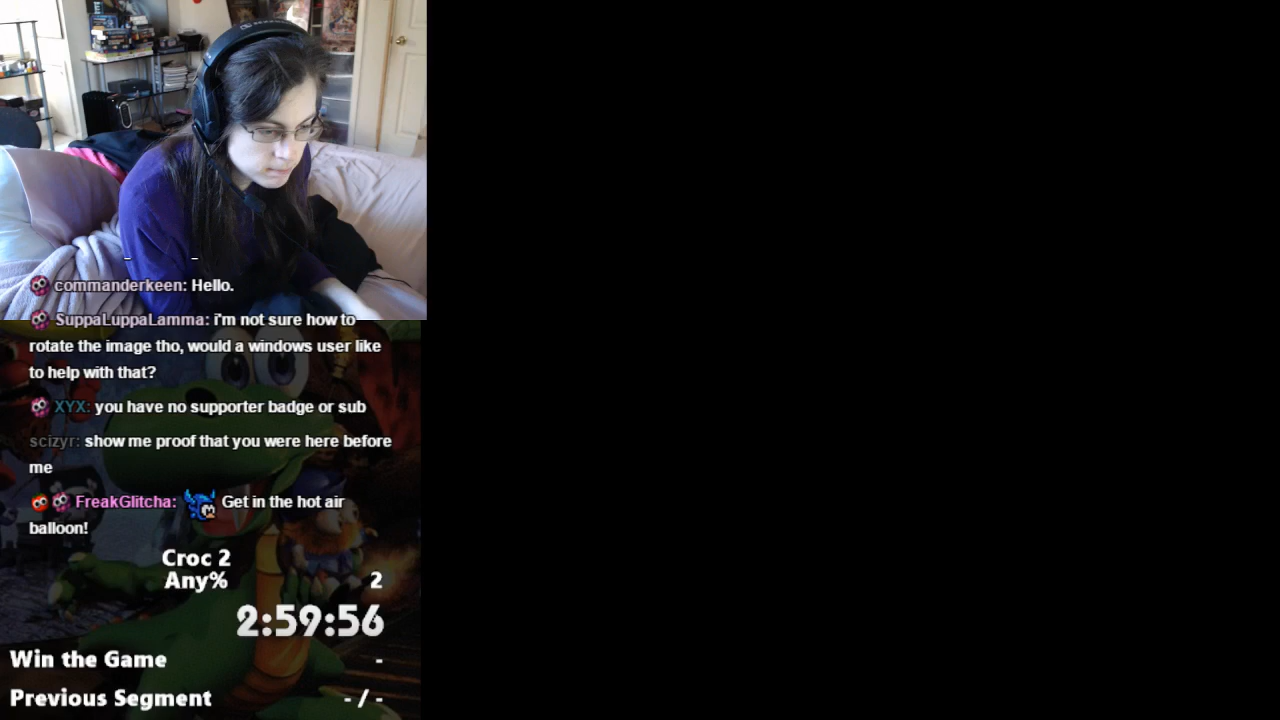 commanderkeen: Hello.
SuppaLuppaLamma: i'm not sure how to
rotate the image tho, would a windows user like
to help with that?
XYX: you have no supporter badge or sub
scizyr: show me proof that you were here before
me
FreakGlitcha: Get in the hot air
balloon!
Croc 2
Any% 2
2:59:56
Win the Game -
Previous Segment - / -